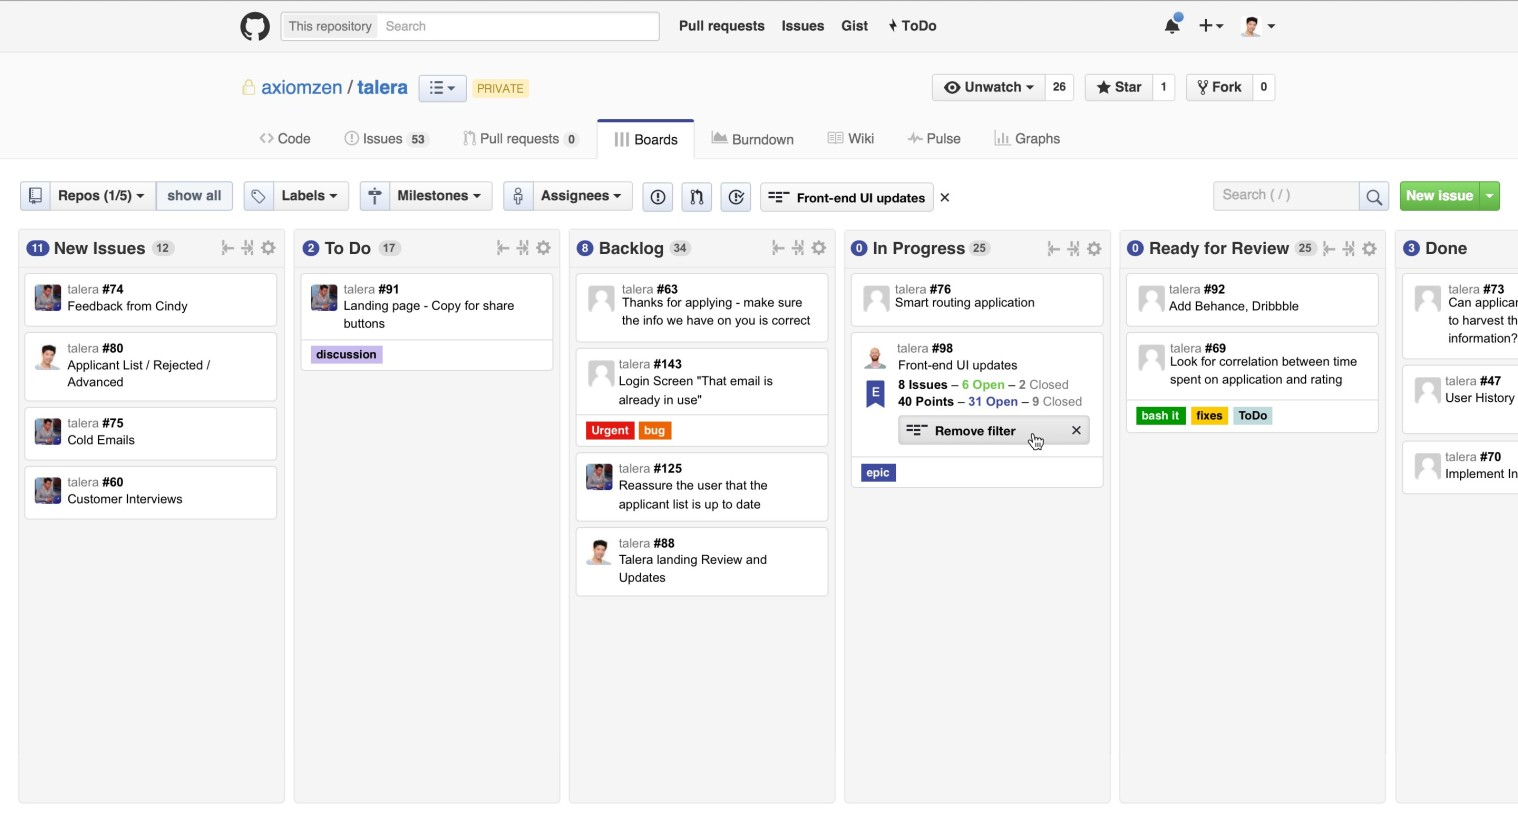 This repository Search Pull requests Issues Gist ToDo
axiomzen / talera PRIVATE Unwatch 26 Star 1 Fork 0
Code Issues 53 Pull requests 0 Boards Burndown Wiki Pulse Graphs
Repos (1/5) show all Labels Milestones Assignees Front-end UI updates Search ( / ) New issue
11 New Issues 12
talera #74
Feedback from Cindy
talera #80
Applicant List / Rejected /
Advanced
talera #75
Cold Emails
talera #60
Customer Interviews
2 To Do 17
talera #91
Landing page - Copy for share
buttons
discussion
8 Backlog 34
talera #63
Thanks for applying - make sure
the info we have on you is correct
talera #143
Login Screen "That email is
already in use"
Urgent bug
talera #125
Reassure the user that the
applicant list is up to date
talera #88
Talera landing Review and
Updates
0 In Progress 25
talera #76
Smart routing application
talera #98
Front-end UI updates
E 8 Issues – 6 Open – 2 Closed
40 Points – 31 Open – 9 Closed
Remove filter
epic
0 Ready for Review 25
talera #92
Add Behance, Dribbble
talera #69
Look for correlation between time
spent on application and rating
bash it fixes ToDo
3 Done
talera #73
Can applicar
to harvest th
information?
talera #47
User History
talera #70
Implement In